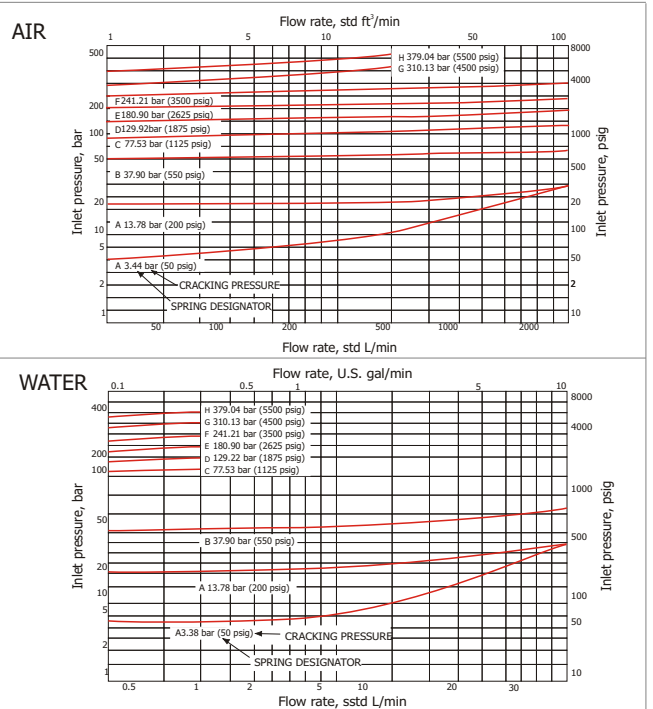 AIR
Flow rate, std ft³/min
1 5 10 50 100
Inlet pressure, bar
500
200
100
50
20
10
5
2
1
H 379.04 bar (5500 psig)
G 310.13 bar (4500 psig)
F 241.21 bar (3500 psig)
E180.90 bar (2625 psig)
D129.92bar (1875 psig)
C 77.53 bar (1125 psig)
B 37.90 bar (550 psig)
A 13.78 bar (200 psig)
A 3.44 bar (50 psig)
CRACKING PRESSURE
SPRING DESIGNATOR
8000
4000
1000
500
200
100
50
20
2
10
Inlet pressure, psig
50 100 200 500 1000 2000
Flow rate, std L/min
WATER
Flow rate, U.S. gal/min
0.1 0.5 1 5 10
Inlet pressure, bar
400
200
100
50
20
10
5
2
1
H 379.04 bar (5500 psig)
G 310.13 bar (4500 psig)
F 241.21 bar (3500 psig)
E 180.90 bar (2625 psig)
D 129.22 bar (1875 psig)
C 77.53 bar (1125 psig)
B 37.90 bar (550 psig)
A 13.78 bar (200 psig)
A3.38 bar (50 psig)
CRACKING PRESSURE
SPRING DESIGNATOR
8000
4000
1000
500
100
50
10
Inlet pressure, psig
0.5 1 2 5 10 20 30
Flow rate, sstd L/min